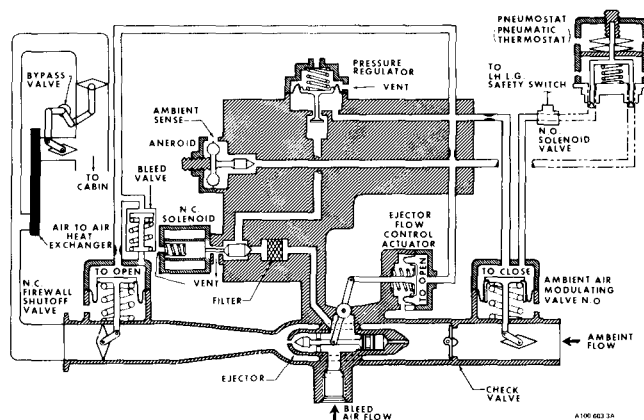 PNEUMOSTAT
(PNEUMATIC
THERMOSTAT)
TO
LH L.G.
SAFETY SWITCH
N.O.
SOLENOID
VALVE
PRESSURE
REGULATOR
VENT
AMBIENT
SENSE
ANEROID
BYPASS
VALVE
TO
CABIN
BLEED
VALVE
N.C.
SOLENOID
AIR TO AIR
HEAT
EXCHANGER
EJECTOR
FLOW
CONTROL
ACTUATOR
TO OPEN
TO OPEN
TO CLOSE
VENT
FILTER
N.C.
FIREWALL
SHUTOFF
VALVE
AMBIENT AIR
MODULATING
VALVE N.O
AMBEINT
FLOW
EJECTOR
CHECK
VALVE
BLEED
AIR FLOW
A100 603 3A